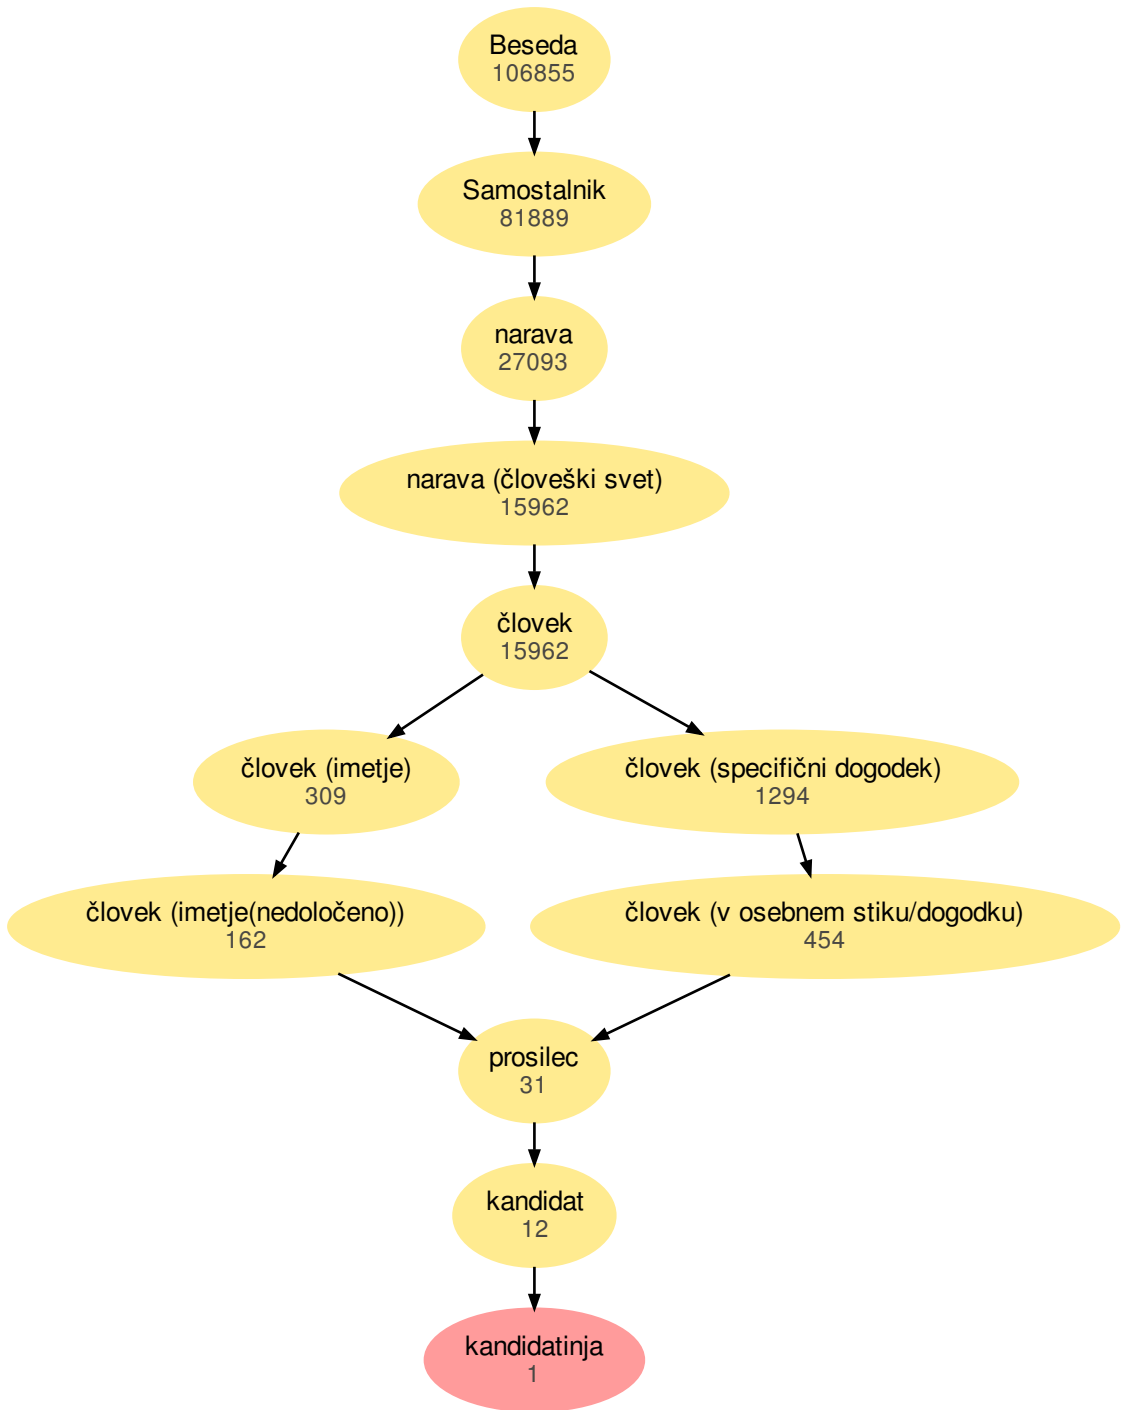 Beseda
106855
Samostalnik
81889
narava
27093
narava (človeški svet)
15962
človek
15962
človek (imetje)
309
človek (specifični dogodek)
1294
človek (imetje(nedoločeno))
162
človek (v osebnem stiku/dogodku)
454
prosilec
31
kandidat
12
kandidatinja
1